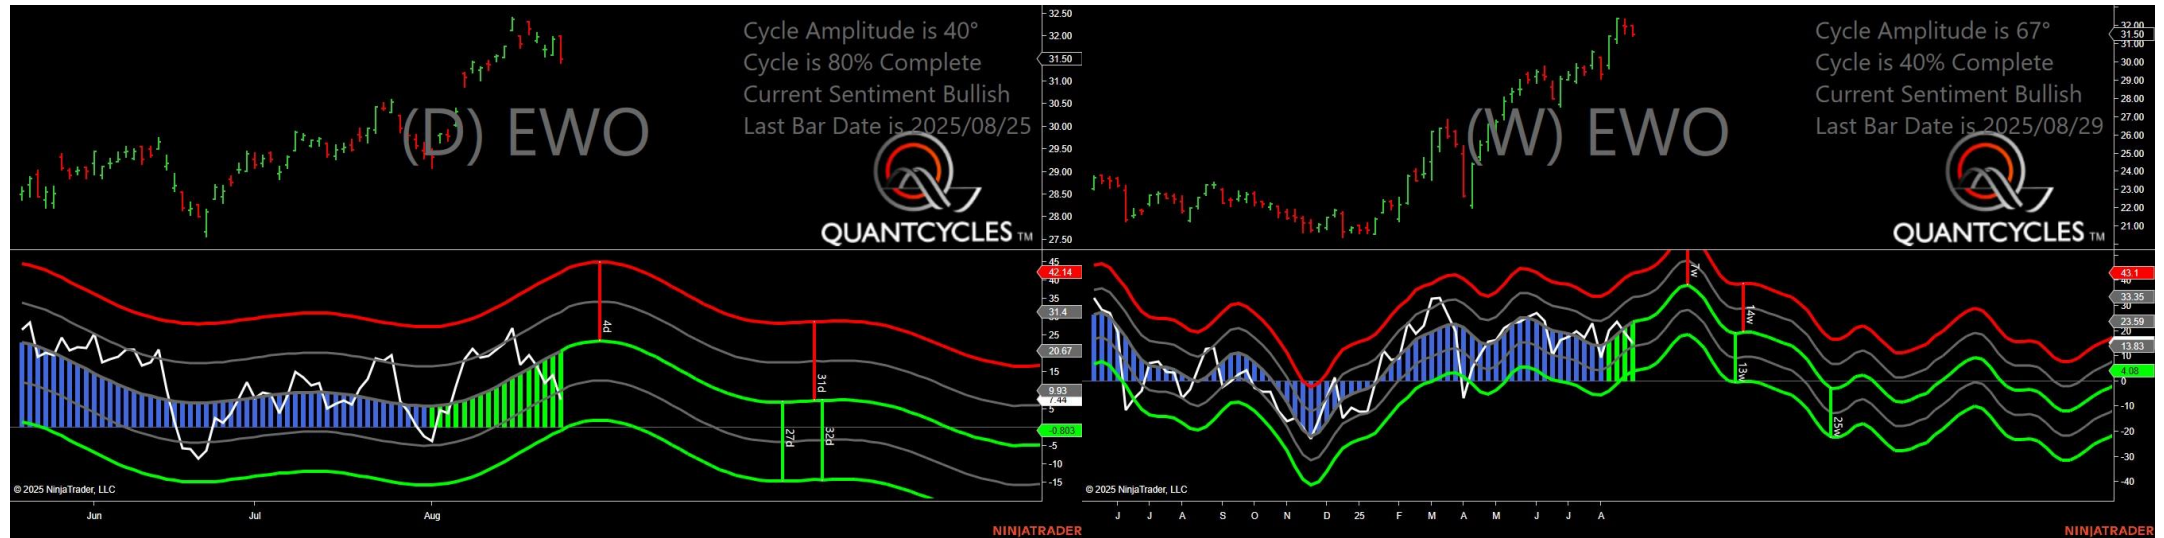 Cycle Amplitude is 40°
Cycle is 80% Complete
Current Sentiment Bullish
Last Bar Date is 2025/08/25
(D) EWO
QUANTCYCLES TM
32.50
32.00
31.50
31.00
30.50
30.00
29.50
29.00
28.50
28.00
27.50
45
42.14
40
35
31.4
25
20.67
15
9.93
7.44
5
-0.803
-5
-10
-15
4d
31d
27d
32d
© 2025 NinjaTrader, LLC
Jun
Jul
Aug
NINJATRADER
Cycle Amplitude is 67°
Cycle is 40% Complete
Current Sentiment Bullish
Last Bar Date is 2025/08/29
(W) EWO
QUANTCYCLES TM
32.00
31.50
31.00
30.00
29.00
28.00
27.00
26.00
25.00
24.00
23.00
22.00
21.00
43.1
40
33.35
30
23.59
20
13.83
10
4.08
0
-10
-20
-30
-40
7w
14w
13w
25w
© 2025 NinjaTrader, LLC
J
J
A
S
O
N
D
25
F
M
A
M
J
J
A
NINJATRADER